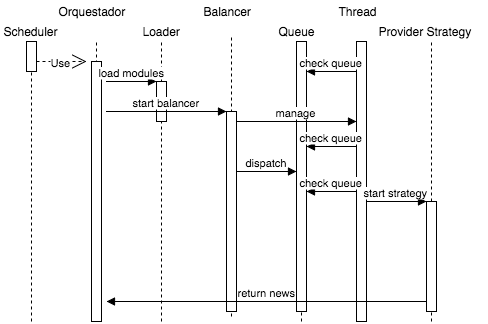 Orquestador
Balancer
Thread
Scheduler
Loader
Queue
Provider Strategy
Use
check queue
load modules
start balancer
manage
check queue
dispatch
check queue
start strategy
return news